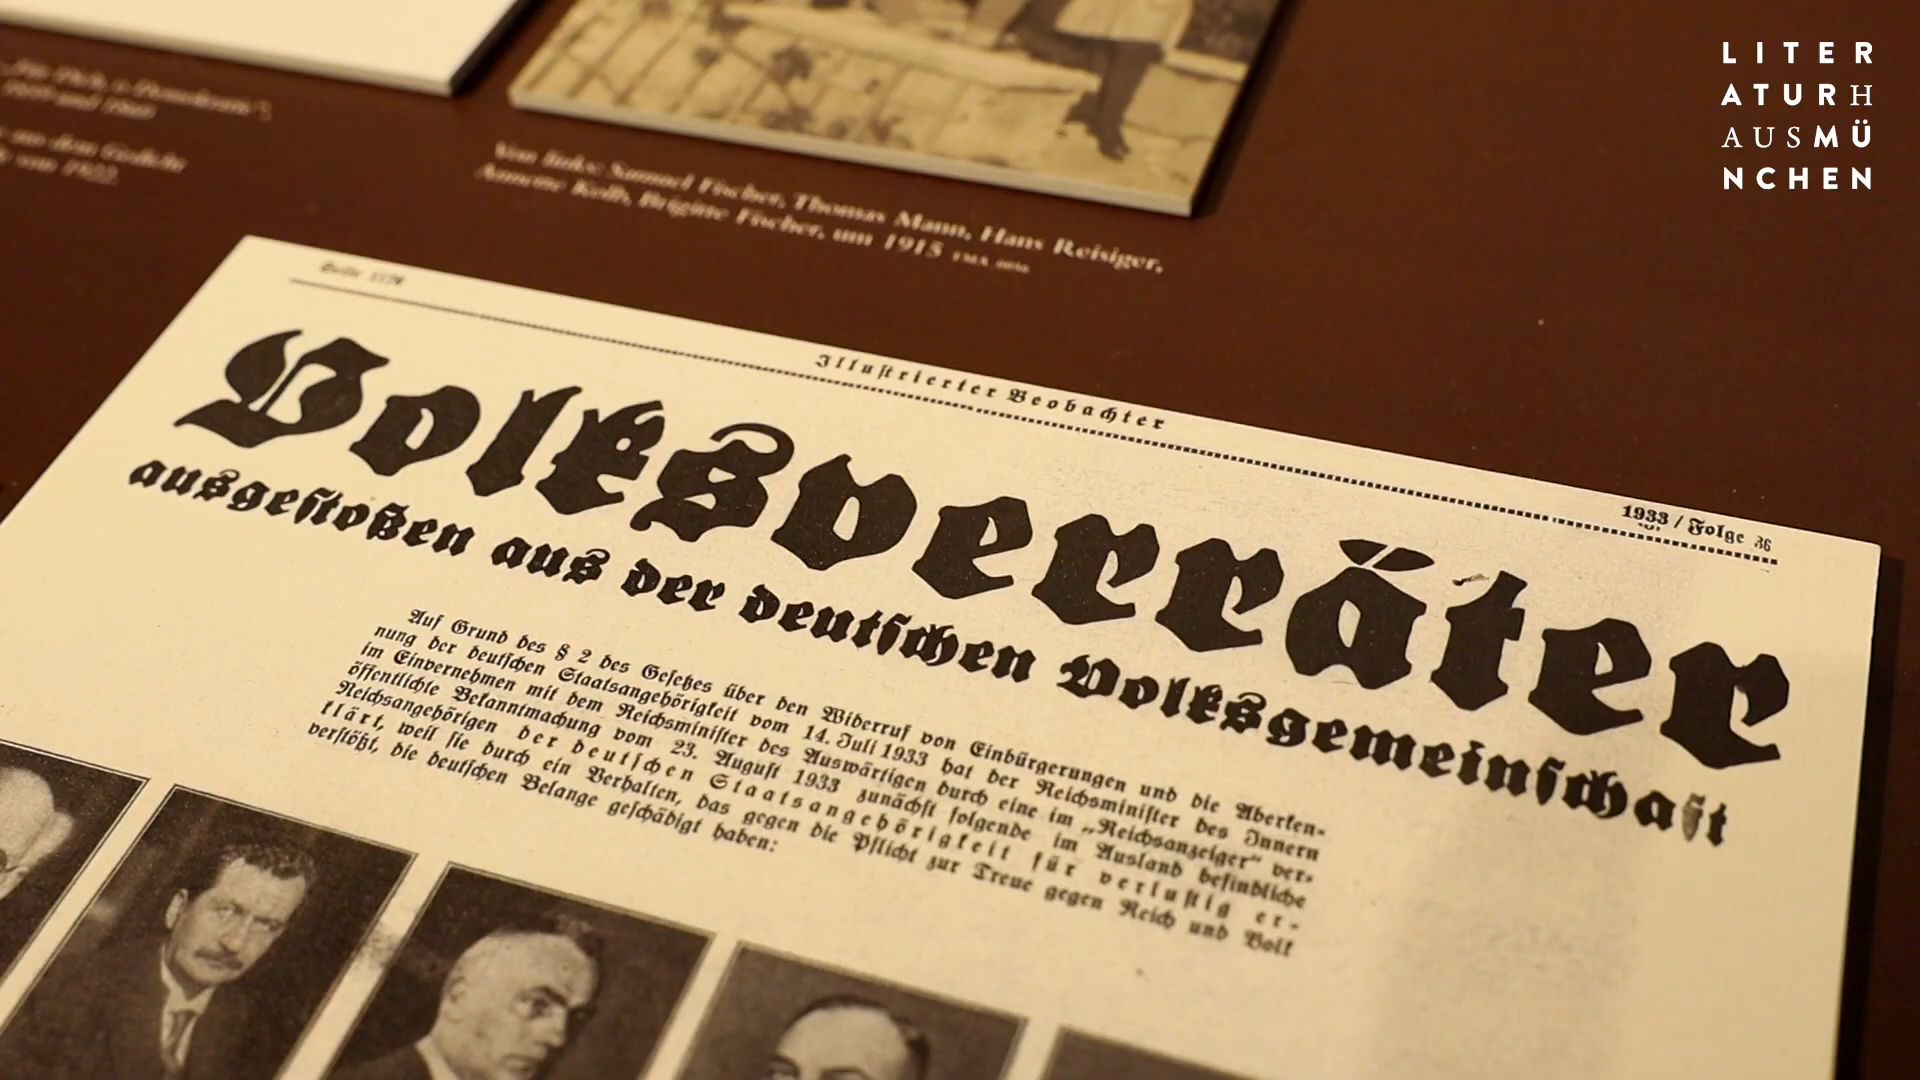 LITER
ATURH
AUSMÜ
NCHEN
Von links: Samuel Fischer, Thomas Mann, Hans Reisiger,
Annette Kolb, Brigitte Fischer, um 1915
Illustrierter Beobachter
1933 / Folge 36
Volksverräter
ausgestoßen aus der deutschen Volksgemeinschaft
Auf Grund des § 2 des Gesetzes über den Widerruf von Einbürgerungen und die Aberken-
nung der deutschen Staatsangehörigkeit vom 14. Juli 1933 hat der Reichsminister des Innern
im Einvernehmen mit dem Reichsminister des Auswärtigen durch eine im „Reichsanzeiger“ ver-
öffentlichte Bekanntmachung vom 23. August 1933 zunächst folgende im Ausland befindliche
Reichsangehörigen der deutschen Staatsangehörigkeit für verlustig er-
klärt, weil sie durch ein Verhalten, das gegen die Pflicht zur Treue gegen Reich und Volk
verstößt, die deutschen Belange geschädigt haben: